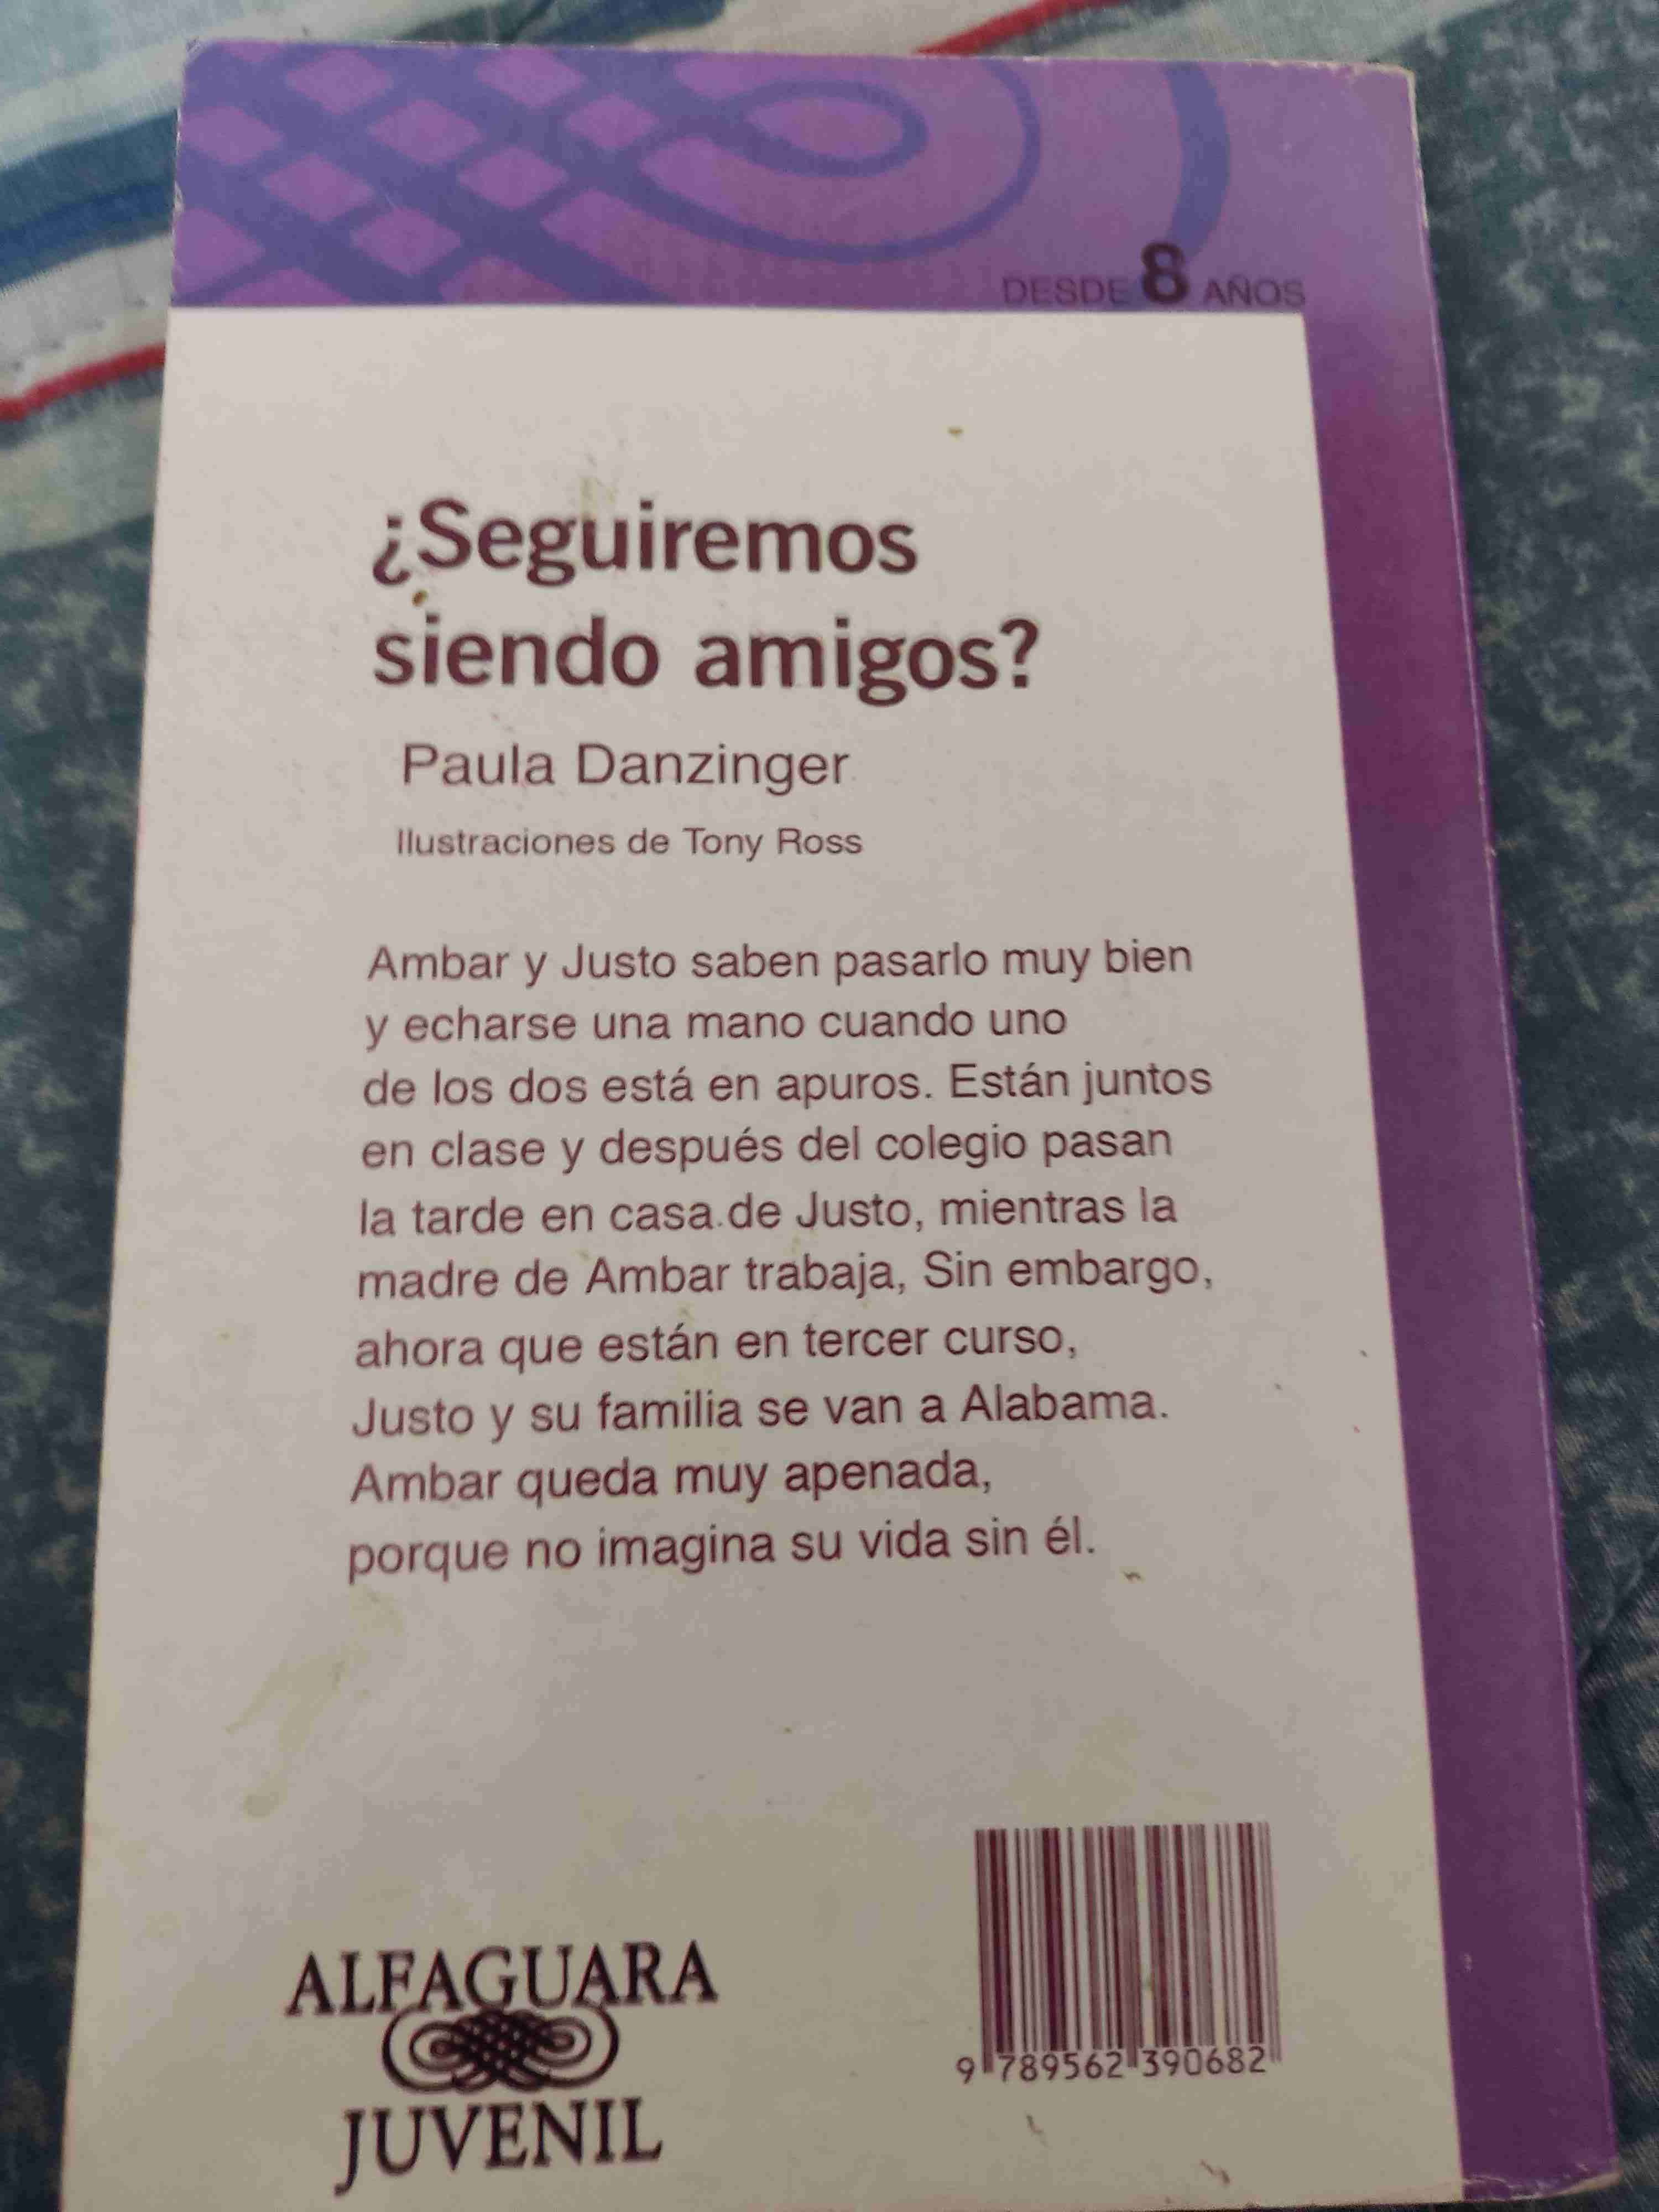 DESDE 8 AÑOS
¿Seguiremos
siendo amigos?
Paula Danzinger
Ilustraciones de Tony Ross
Ambar y Justo saben pasarlo muy bien
y echarse una mano cuando uno
de los dos está en apuros. Están juntos
en clase y después del colegio pasan
la tarde en casa de Justo, mientras la
madre de Ambar trabaja, Sin embargo,
ahora que están en tercer curso,
Justo y su familia se van a Alabama.
Ambar queda muy apenada,
porque no imagina su vida sin él.
ALFAGUARA
JUVENIL
9 789562 390682